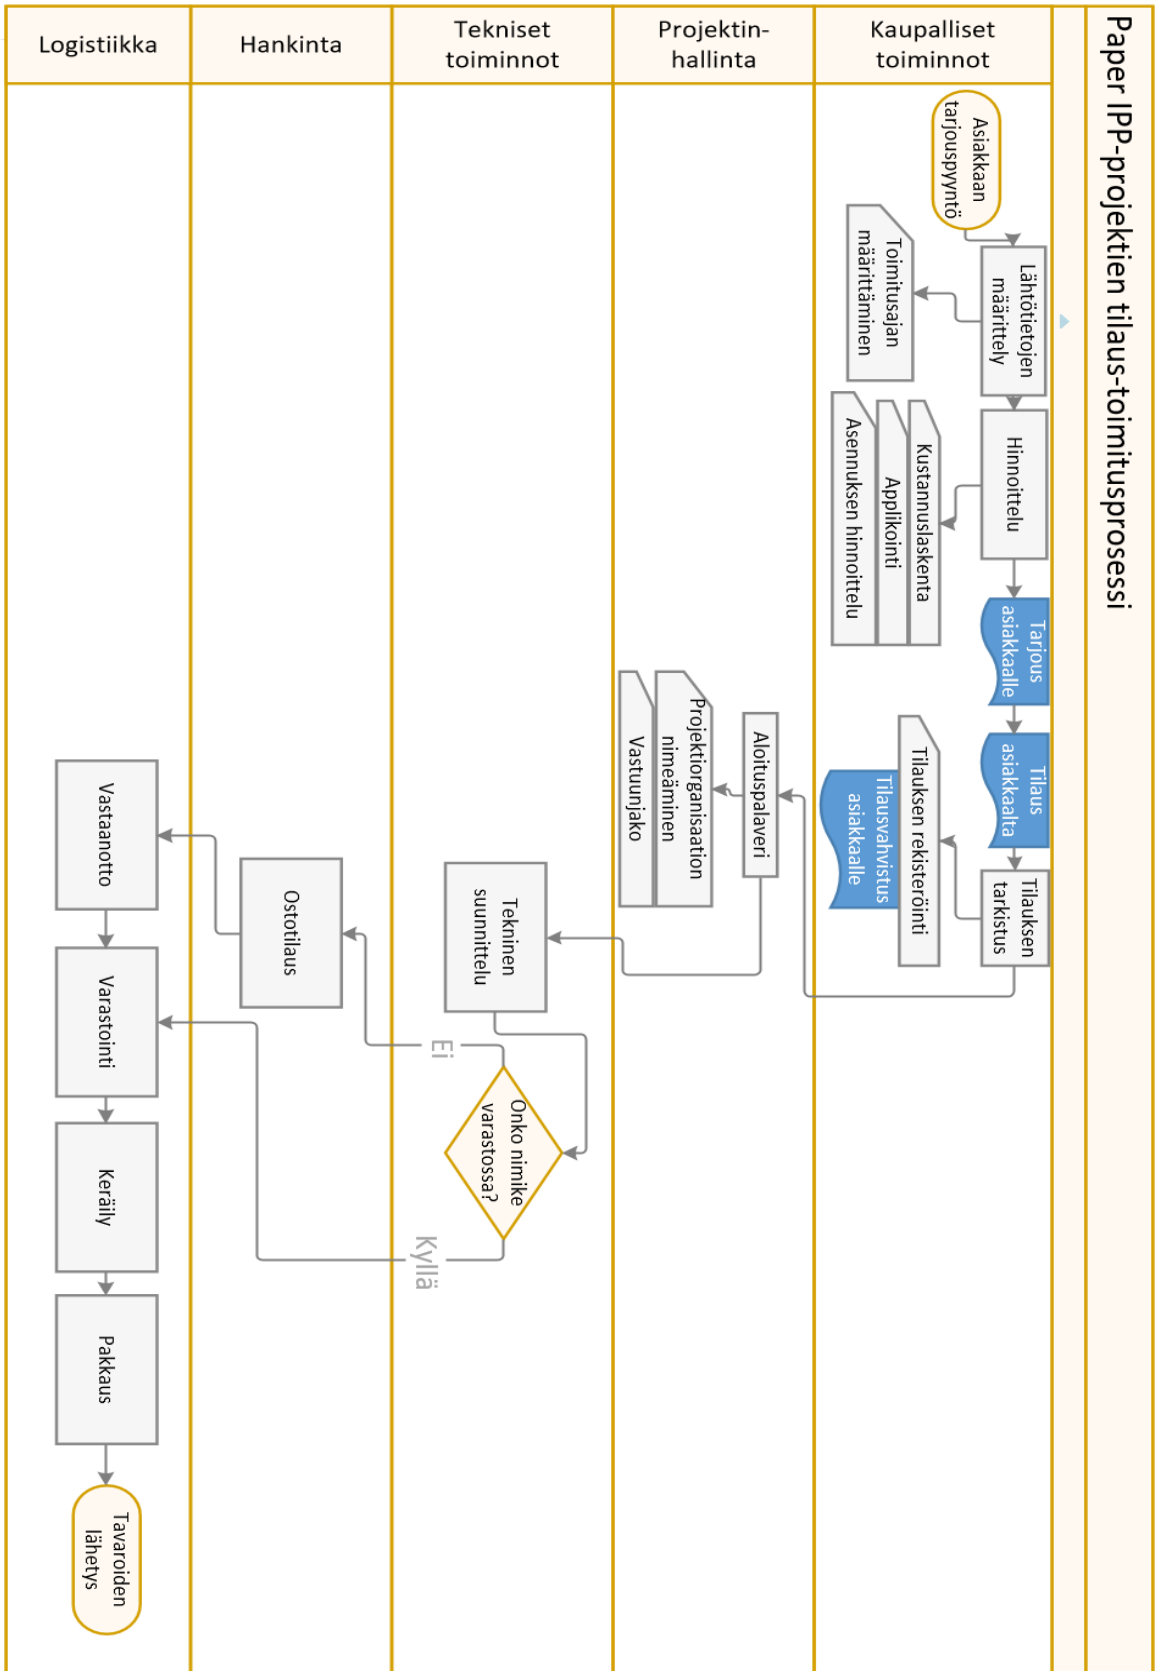 Paper IPP-projektien tilaus-toimitusprosessi
Kaupalliset
toiminnot
Asiakkaan
tarjouspyyntö
Lähtötietojen
määrittely
Toimitusajan
määrittäminen
Hinnoittelu
Kustannuslaskenta
Applikointi
Asennuksen hinnoittelu
Tarjous
asiakkaalle
Tilaus
asiakkaalta
Tilauksen
tarkistus
Tilauksen rekisteröinti
Tilausvahvistus
asiakkaalle
Projektin-
hallinta
Aloituspalaveri
Projektiorganisaation
nimeäminen
Vastuunjako
Tekniset
toiminnot
Tekninen
suunnittelu
Onko nimike
varastossa?
Ei
Kyllä
Hankinta
Ostotilaus
Logistiikka
Vastaanotto
Varastointi
Keräily
Pakkaus
Tavaroiden
lähetys